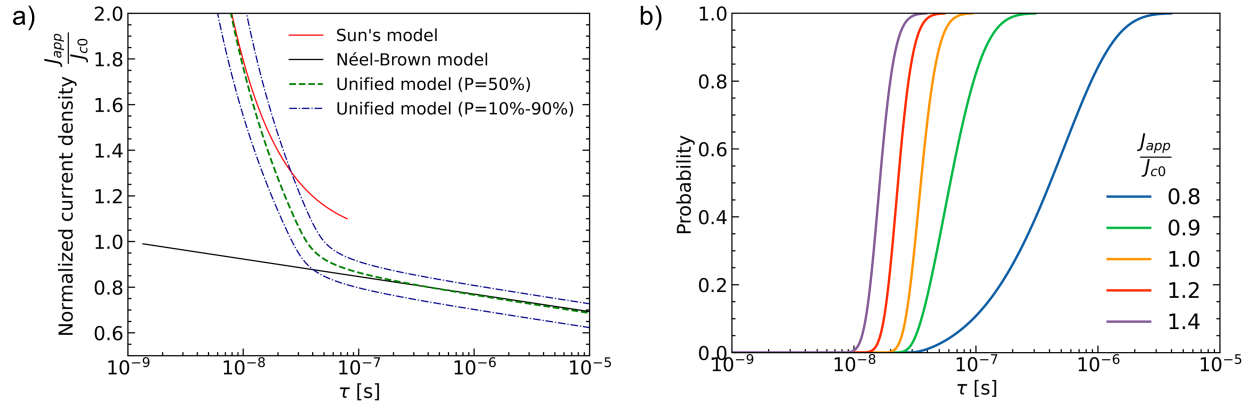 a)
Normalized current density J_app/J_c0
2.0
1.8
1.6
1.4
1.2
1.0
0.8
0.6
Sun's model
Néel-Brown model
Unified model (P=50%)
Unified model (P=10%-90%)
10⁻⁹ 10⁻⁸ 10⁻⁷ 10⁻⁶ 10⁻⁵
τ [s]
b)
Probability
1.0
0.8
0.6
0.4
0.2
0.0
J_app/J_c0
0.8
0.9
1.0
1.2
1.4
10⁻⁹ 10⁻⁸ 10⁻⁷ 10⁻⁶ 10⁻⁵
τ [s]